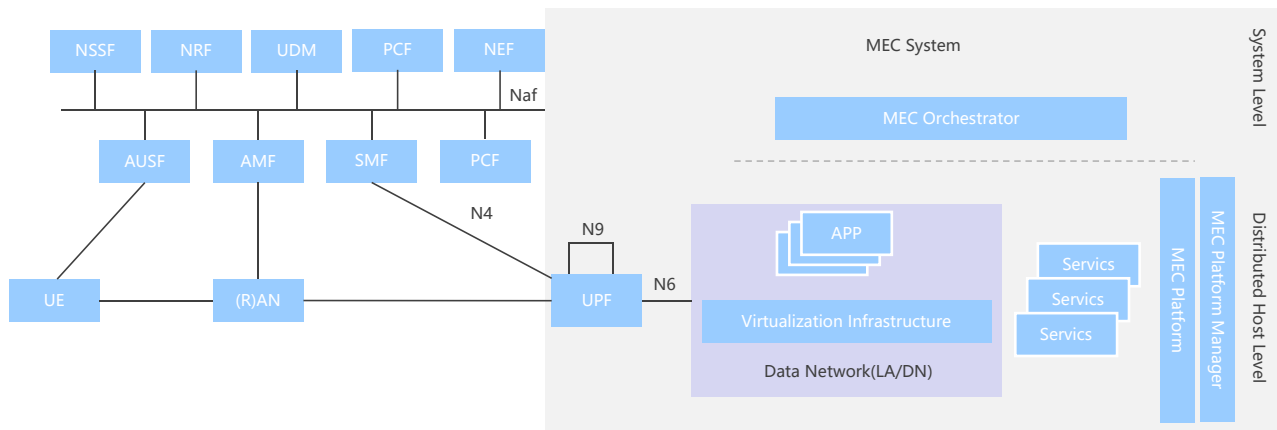 NSSF
NRF
UDM
PCF
NEF
Naf
AUSF
AMF
SMF
PCF
N4
N9
UE
(R)AN
UPF
N6
MEC System
System Level
MEC Orchestrator
APP
Virtualization Infrastructure
Data Network(LA/DN)
Servics
Servics
Servics
MEC Platform
MEC Platform Manager
Distributed Host Level